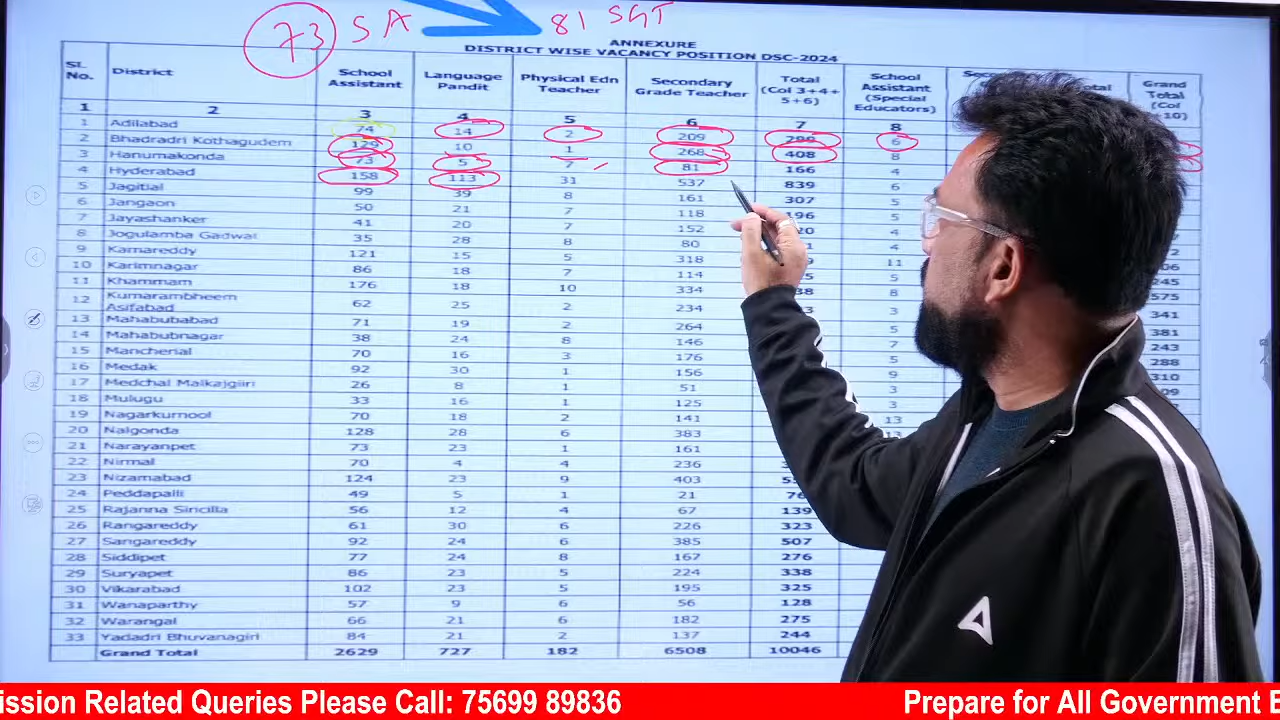 73 SA
81 SGT
ANNEXURE
DISTRICT WISE VACANCY POSITION DSC-2024
SL. No. District School Assistant Language Pandit Physical Edn Teacher Secondary Grade Teacher Total (Col 3+4+ 5+6) School Assistant (Special Educators) Grand Total (Col
1 2 3 4 5 6 7 8
1 Adilabad 74 14 2 209 299 6
2 Bhadradri Kothagudem 129 10 1 268 408 8
3 Hanumakonda 73 5 7 81 166 4
4 Hyderabad 158 113 31 537 839 6
5 Jagitial 99 39 8 161 307 5
6 Jangaon 50 21 7 118 196 5
7 Jayashanker 41 20 7 152 4
8 Jogulamba Gadwal 35 28 8 80 4
9 Kamareddy 121 15 5 318 11
10 Karimnagar 86 18 7 114 5 245
11 Khammam 176 18 10 334 8 575
12 Kumarambheem Asifabad 62 25 2 234 3 341
13 Mahabubabad 71 19 2 264 5 381
14 Mahabubnagar 38 24 8 146 7 243
15 Mancherial 70 16 3 176 5 288
16 Medak 92 30 1 156 9 310
17 Medchal Malkajgiri 26 8 1 51 3
18 Mulugu 33 16 1 125 3
19 Nagarkurnool 70 18 2 141 13
20 Nalgonda 128 28 6 383
21 Narayanpet 73 23 1 161
22 Nirmal 70 4 4 236
23 Nizamabad 124 23 9 403
24 Peddapalli 49 5 1 21 76
25 Rajanna Siricilla 56 12 4 67 139
26 Rangareddy 61 30 6 226 323
27 Sangareddy 92 24 6 385 507
28 Siddipet 77 24 8 167 276
29 Suryapet 86 23 5 224 338
30 Vikarabad 102 23 5 195 325
31 Wanaparthy 57 9 6 56 128
32 Warangal 66 21 6 182 275
33 Yadadri Bhuvanagiri 84 21 2 137 244
Grand Total 2629 727 182 6508 10046
ission Related Queries Please Call: 75699 89836 Prepare for All Government